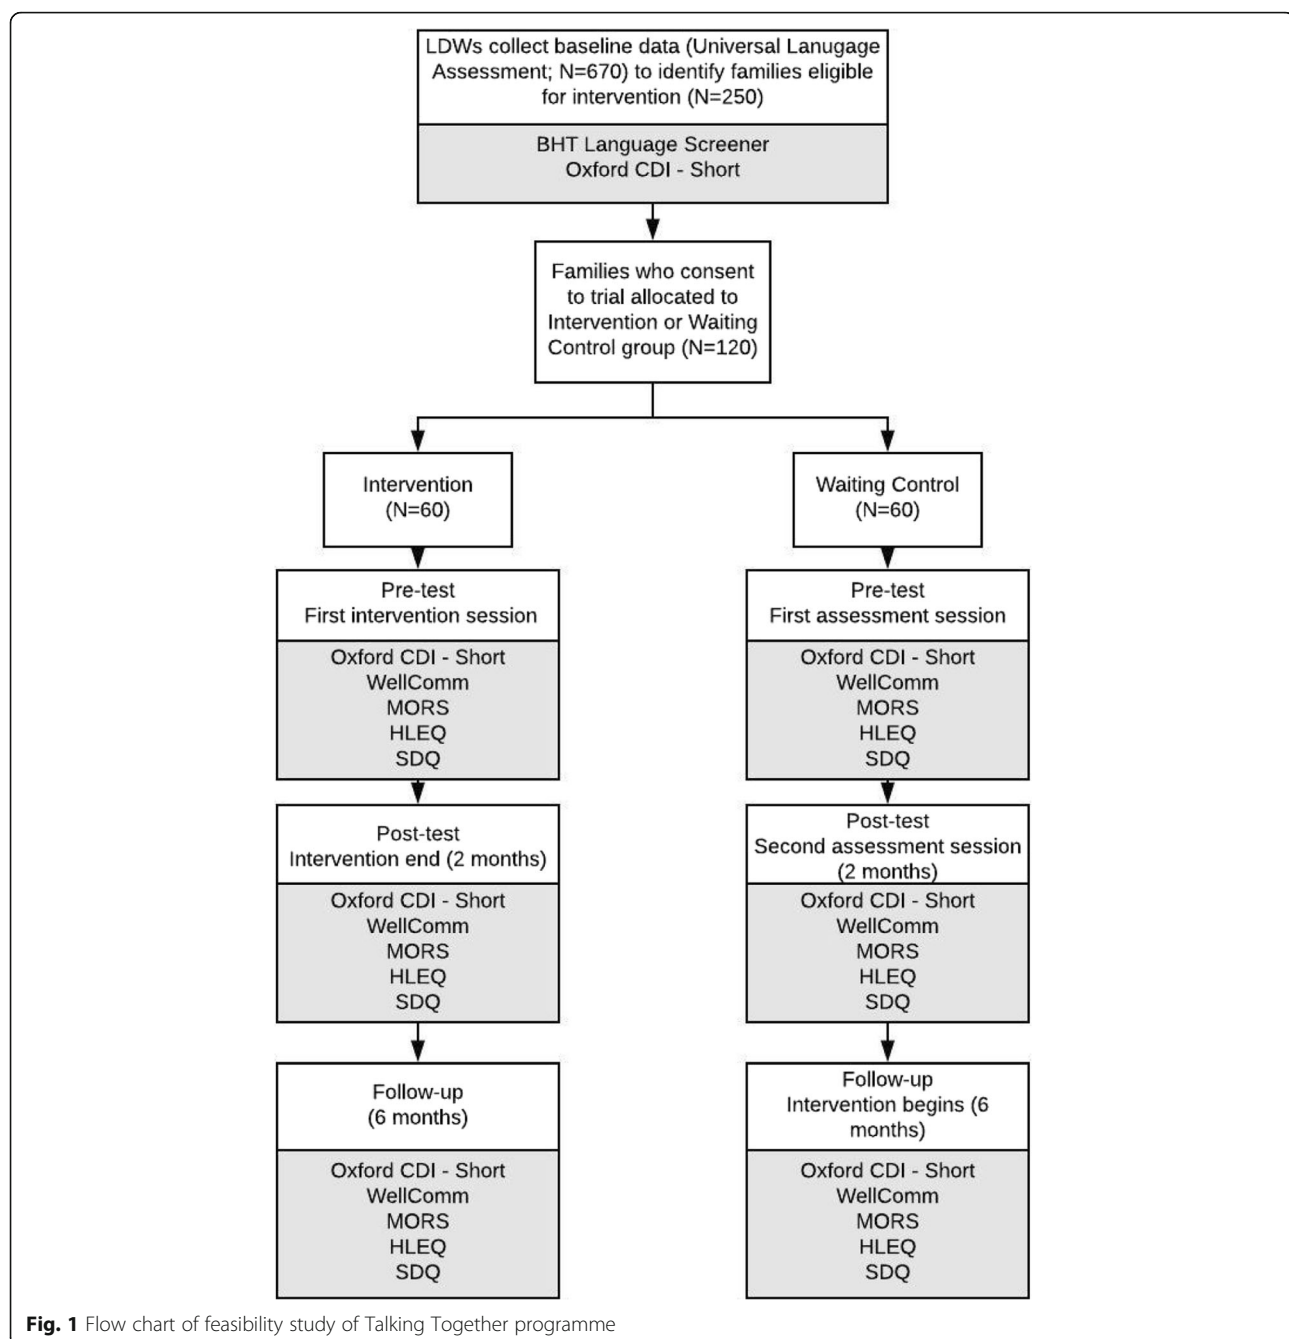 LDWs collect baseline data (Universal Lanugage
Assessment; N=670) to identify families eligible
for intervention (N=250)
BHT Language Screener
Oxford CDI - Short
Families who consent
to trial allocated to
Intervention or Waiting
Control group (N=120)
Intervention
(N=60)
Waiting Control
(N=60)
Pre-test
First intervention session
Oxford CDI - Short
WellComm
MORS
HLEQ
SDQ
Pre-test
First assessment session
Oxford CDI - Short
WellComm
MORS
HLEQ
SDQ
Post-test
Intervention end (2 months)
Oxford CDI - Short
WellComm
MORS
HLEQ
SDQ
Post-test
Second assessment session
(2 months)
Oxford CDI - Short
WellComm
MORS
HLEQ
SDQ
Follow-up
(6 months)
Oxford CDI - Short
WellComm
MORS
HLEQ
SDQ
Follow-up
Intervention begins (6
months)
Oxford CDI - Short
WellComm
MORS
HLEQ
SDQ
Fig. 1 Flow chart of feasibility study of Talking Together programme